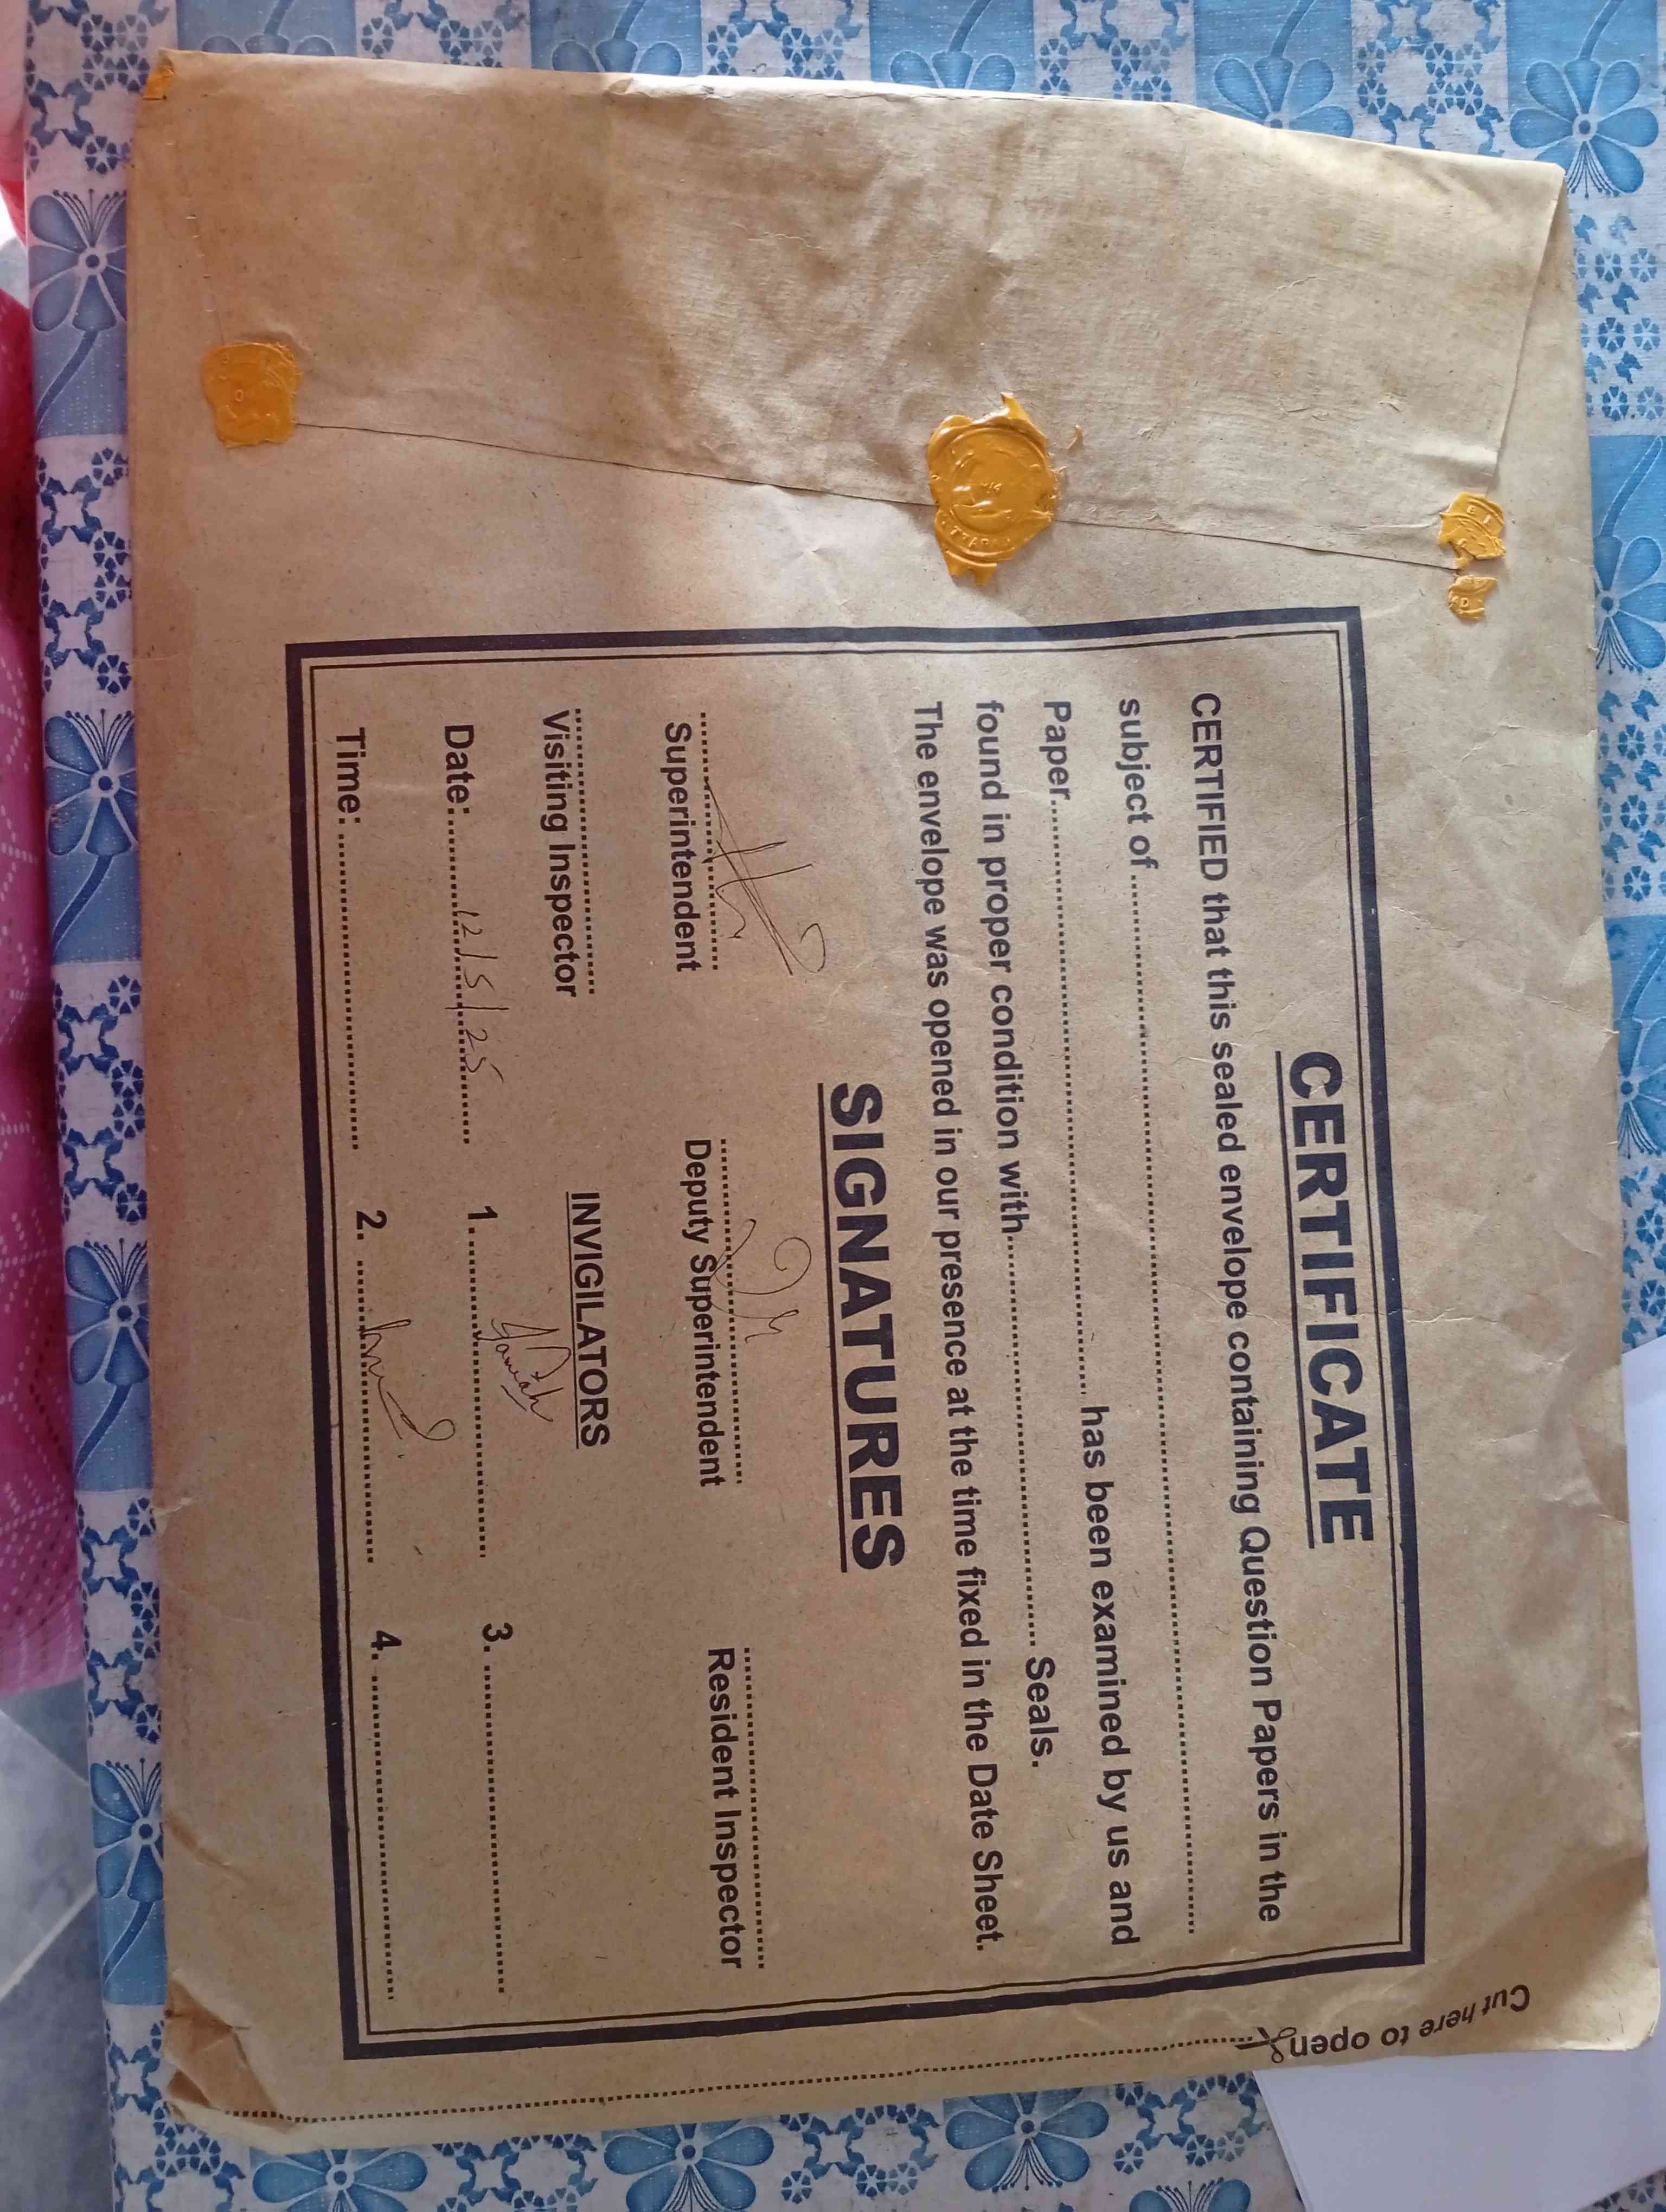 CERTIFICATE
CERTIFIED that this sealed envelope containing Question Papers in the
subject of
Paper has been examined by us and
found in proper condition with Seals.
The envelope was opened in our presence at the time fixed in the Date Sheet.
SIGNATURES
Superintendent Deputy Superintendent Resident Inspector
Visiting Inspector INVIGILATORS
Date: 12/5/25 1. 3.
Time: 2. 4.
Cut here to open